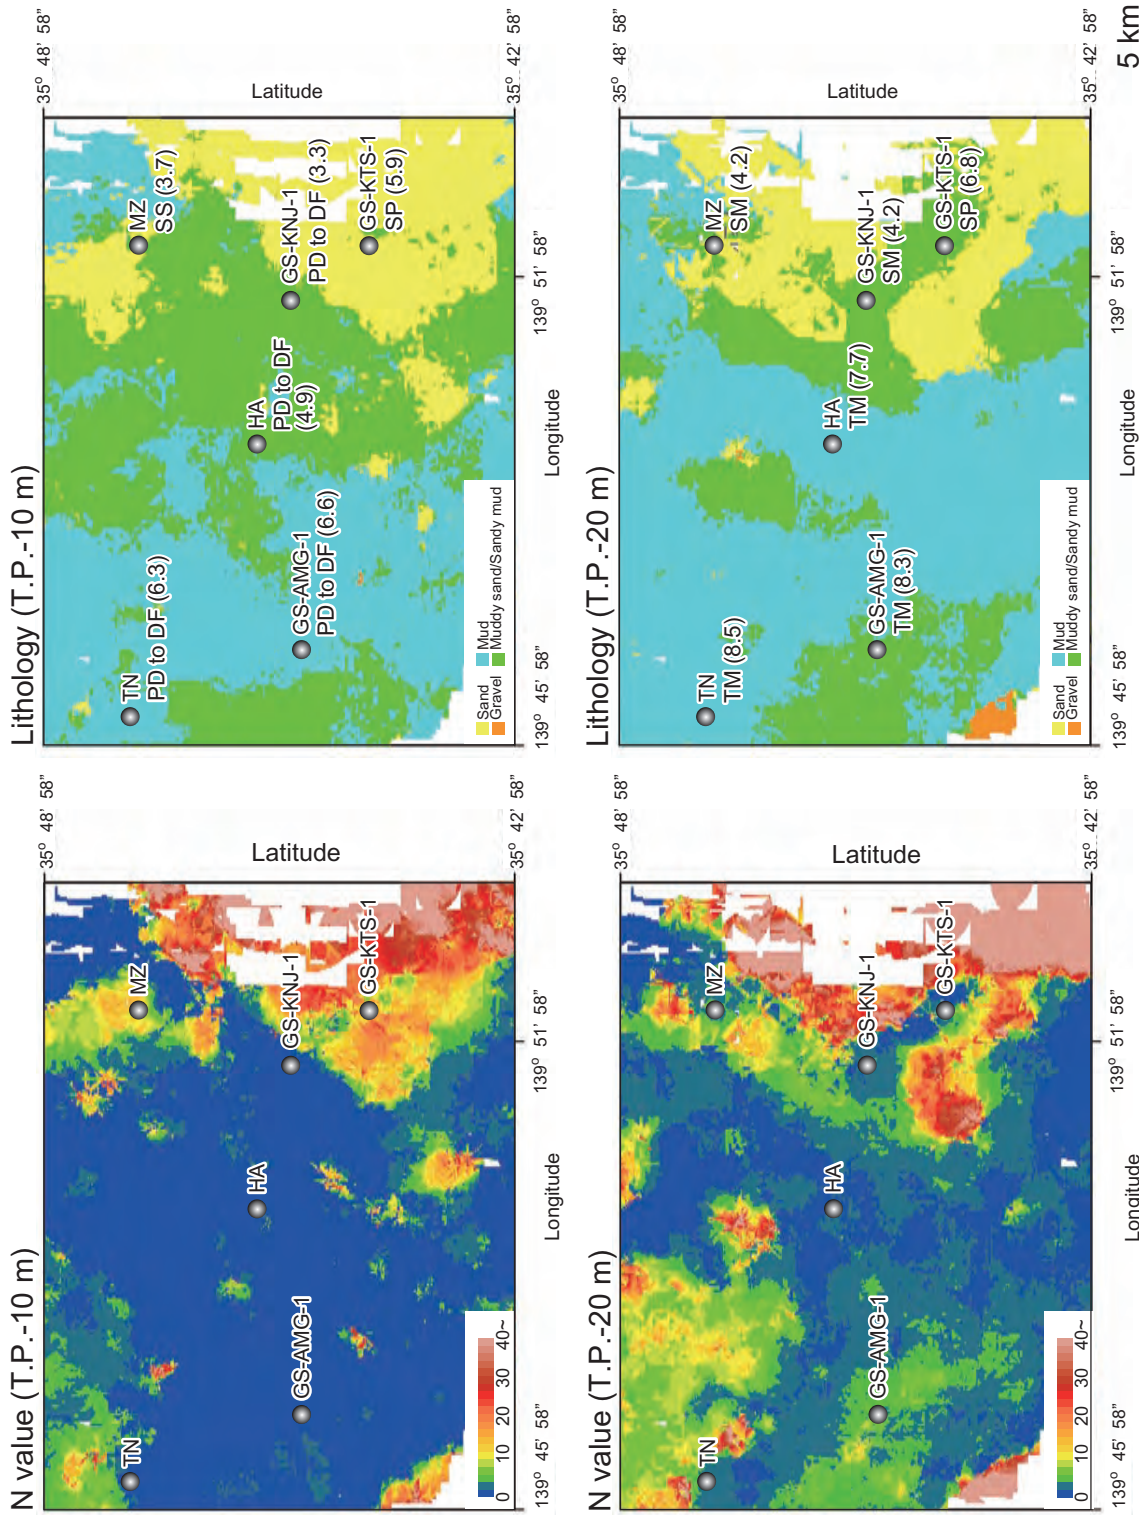 N value (T.P.-10 m)
TN
MZ
HA
GS-AMG-1
GS-KNJ-1
GS-KTS-1
0 10 20 30 40~
139° 45’ 58”
139° 51’ 58”
Longitude
35° 48’ 58”
Latitude
35° 42’ 58”
Lithology (T.P.-10 m)
TN
PD to DF (6.3)
MZ
SS (3.7)
HA
PD to DF
(4.9)
GS-AMG-1
PD to DF (6.6)
GS-KNJ-1
PD to DF (3.3)
GS-KTS-1
SP (5.9)
Sand
Gravel
Mud
Muddy sand/Sandy mud
139° 45’ 58”
139° 51’ 58”
Longitude
35° 48’ 58”
Latitude
35° 42’ 58”
N value (T.P.-20 m)
TN
MZ
HA
GS-AMG-1
GS-KNJ-1
GS-KTS-1
0 10 20 30 40~
139° 45’ 58”
139° 51’ 58”
Longitude
35° 48’ 58”
Latitude
35° 42’ 58”
Lithology (T.P.-20 m)
TN
TM (8.5)
MZ
SM (4.2)
HA
TM (7.7)
GS-AMG-1
TM (8.3)
GS-KNJ-1
SM (4.2)
GS-KTS-1
SP (6.8)
Sand
Gravel
Mud
Muddy sand/Sandy mud
139° 45’ 58”
139° 51’ 58”
Longitude
35° 48’ 58”
Latitude
35° 42’ 58”
5 km